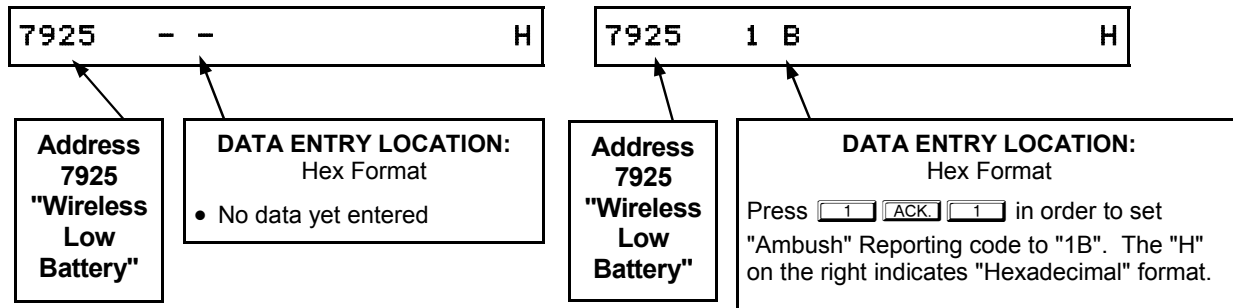 7925 - - H
7925 1 B H
Address
7925
"Wireless
Low
Battery"
DATA ENTRY LOCATION:
Hex Format
• No data yet entered
Address
7925
"Wireless
Low
Battery"
DATA ENTRY LOCATION:
Hex Format
Press 1 ACK. 1 in order to set
"Ambush" Reporting code to "1B". The "H"
on the right indicates "Hexadecimal" format.